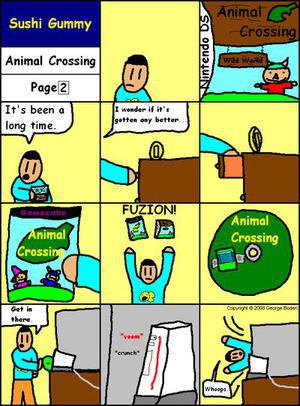 Sushi Gummy
Animal Crossing
Page 2
Nintendo DS
Animal
Crossing
Wild World
It's been a
long time.
I wonder if it's
gotten any better...
Gamecube
Animal
Crossing
FUZION!
Animal
Crossing
Get in
there.
"voom"
"crunch"
Copyright © 2008 George Boden
Whoops.